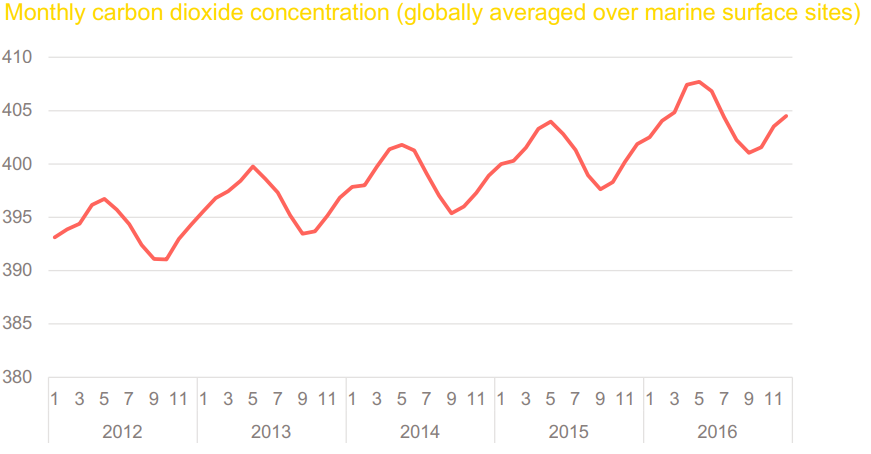 Monthly carbon dioxide concentration (globally averaged over marine surface sites)
410
405
400
395
390
385
380
1 3 5 7 9 11 1 3 5 7 9 11 1 3 5 7 9 11 1 3 5 7 9 11 1 3 5 7 9 11
2012 2013 2014 2015 2016